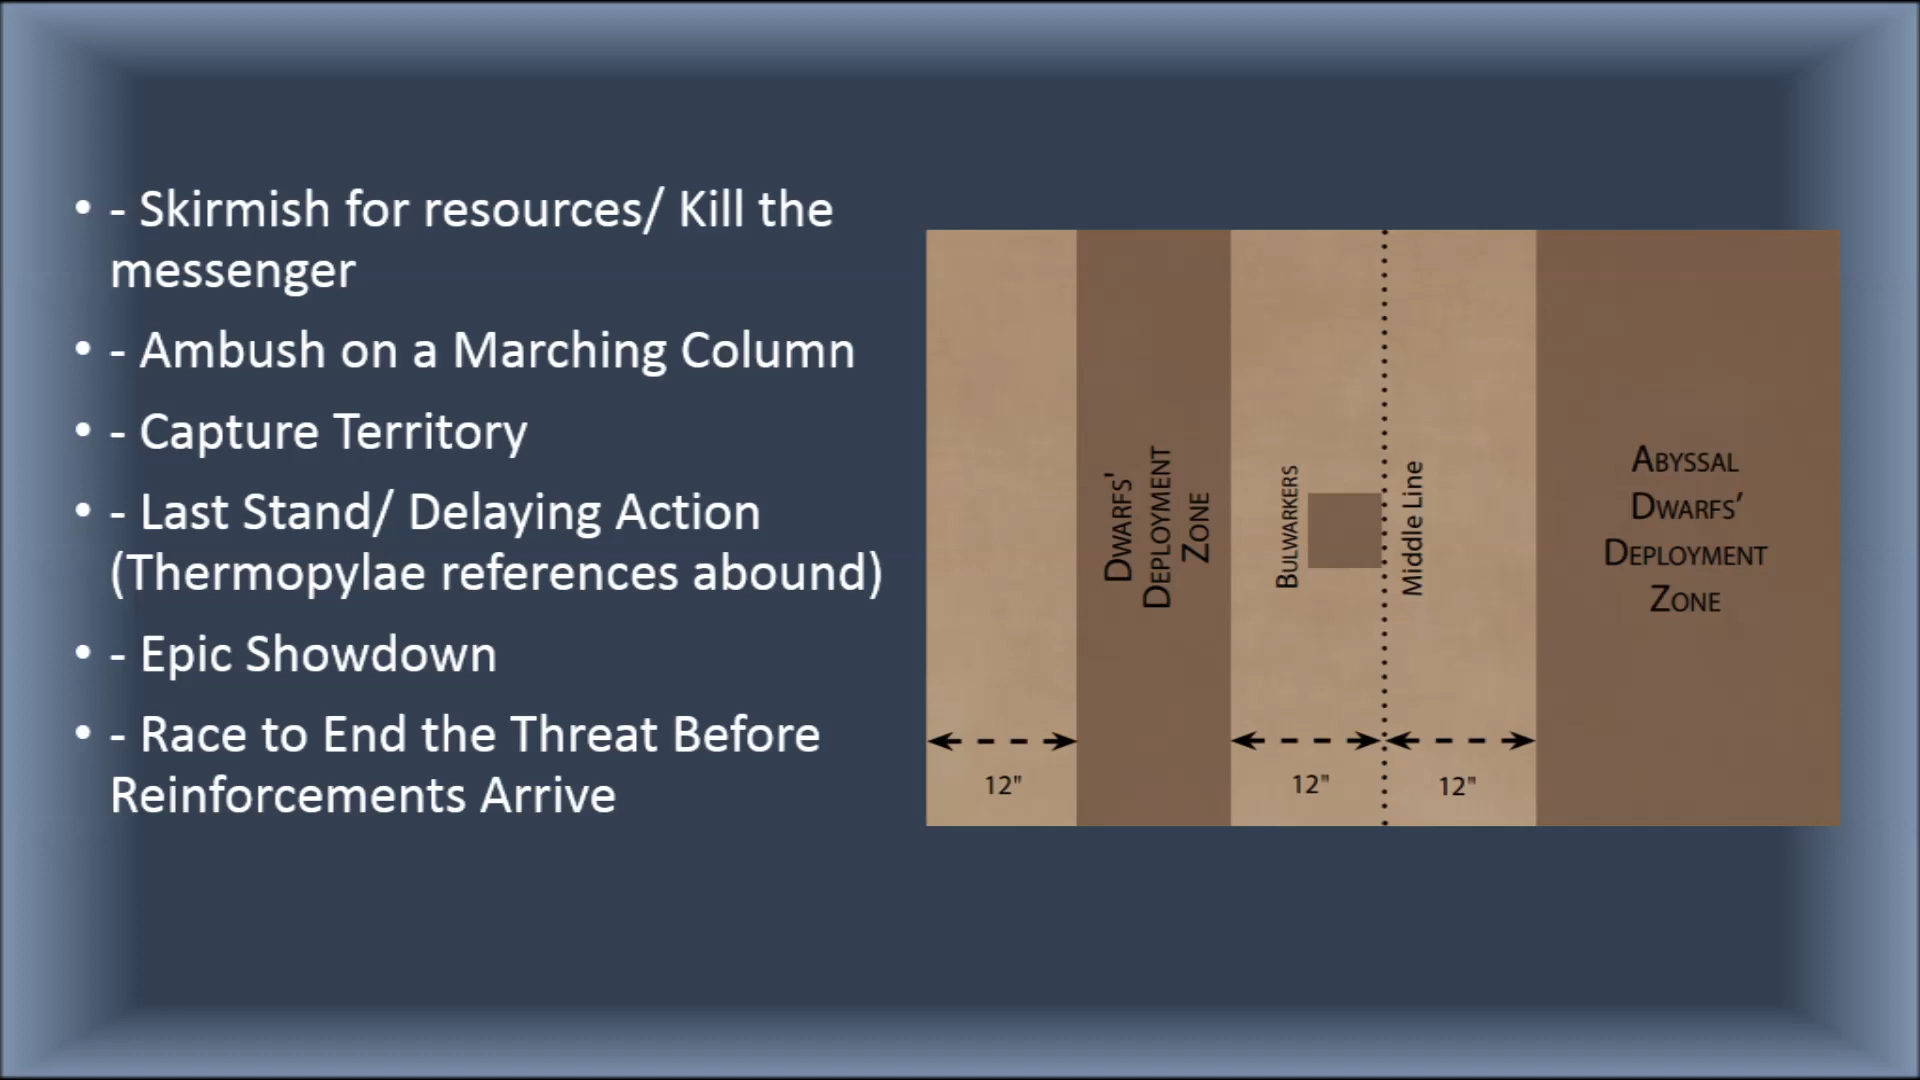 • - Skirmish for resources/ Kill the
messenger
• - Ambush on a Marching Column
• - Capture Territory
• - Last Stand/ Delaying Action
(Thermopylae references abound)
• - Epic Showdown
• - Race to End the Threat Before
Reinforcements Arrive
Dwarfs'
Deployment
Zone
Bulwarkers
Middle Line
Abyssal
Dwarfs’
Deployment
Zone
12"
12"
12"